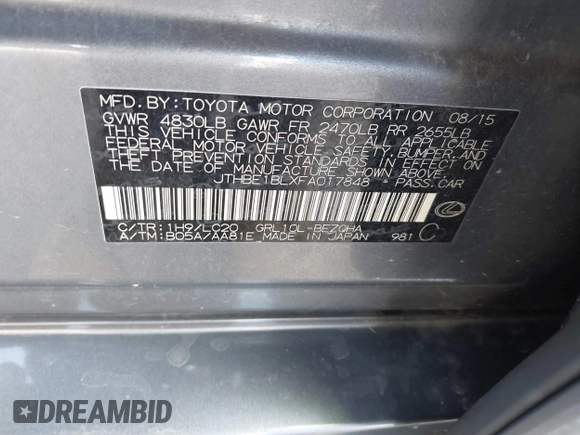 MFD. BY: TOYOTA MOTOR CORPORATION 08/15
GVWR 4830LB GAWR FR 2470LB RR 2655LB
THIS VEHICLE CONFORMS TO ALL APPLICABLE
FEDERAL MOTOR VEHICLE SAFETY, BUMPER, AND
THEFT PREVENTION STANDARDS IN EFFECT ON
THE DATE OF MANUFACTURE SHOWN ABOVE.
JTHBE1BLXFA017848 · PASS.CAR
C/TR: 1H9/LC20 GRL10L-BEZQHA
A/TM: B05A/AA81E MADE IN JAPAN 981 C
DREAMBID